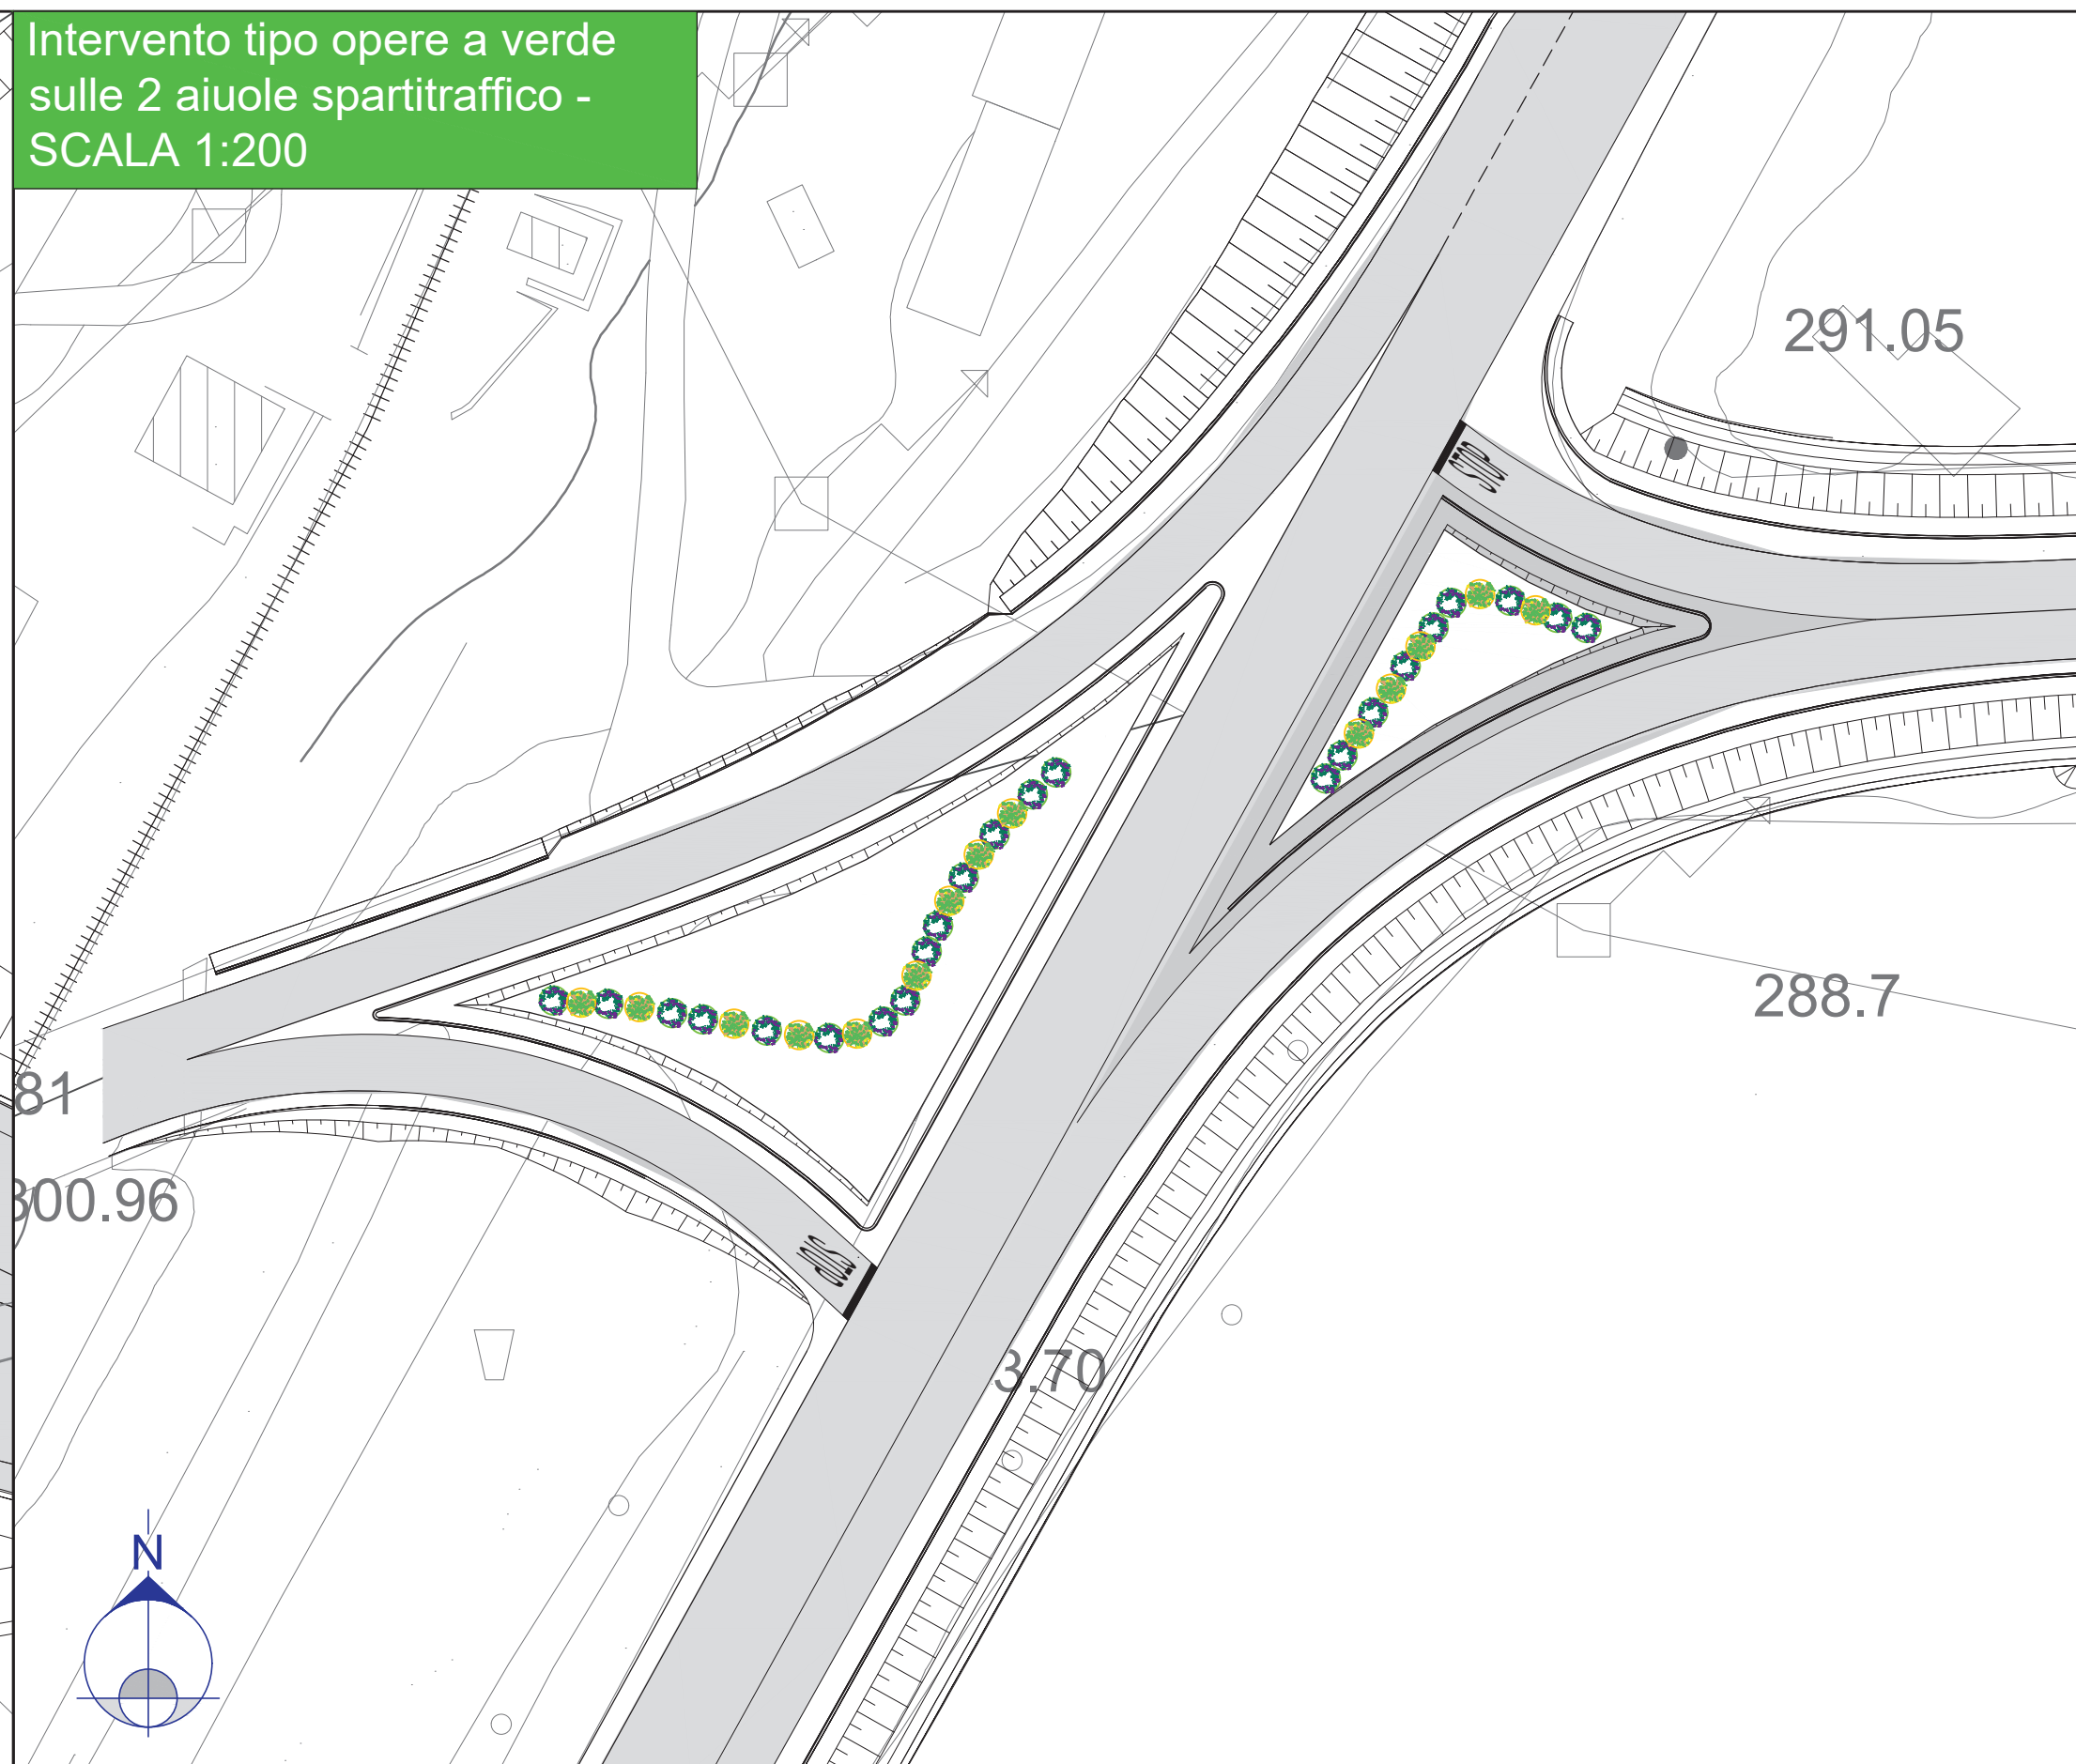 Intervento tipo opere a verde
sulle 2 aiuole spartitraffico -
SCALA 1:200
291.05
STOP
288.7
81
300.96
STOP
3.70
N